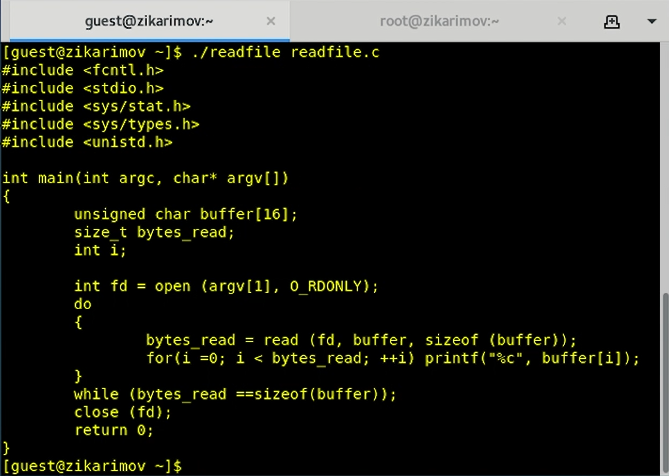 guest@zikarimov:~ × root@zikarimov:~ ×
[guest@zikarimov ~]$ ./readfile readfile.c
#include <fcntl.h>
#include <stdio.h>
#include <sys/stat.h>
#include <sys/types.h>
#include <unistd.h>

int main(int argc, char* argv[])
{
        unsigned char buffer[16];
        size_t bytes_read;
        int i;

        int fd = open (argv[1], O_RDONLY);
        do
        {
                bytes_read = read (fd, buffer, sizeof (buffer));
                for(i =0; i < bytes_read; ++i) printf("%c", buffer[i]);
        }
        while (bytes_read ==sizeof(buffer));
        close (fd);
        return 0;
}
[guest@zikarimov ~]$